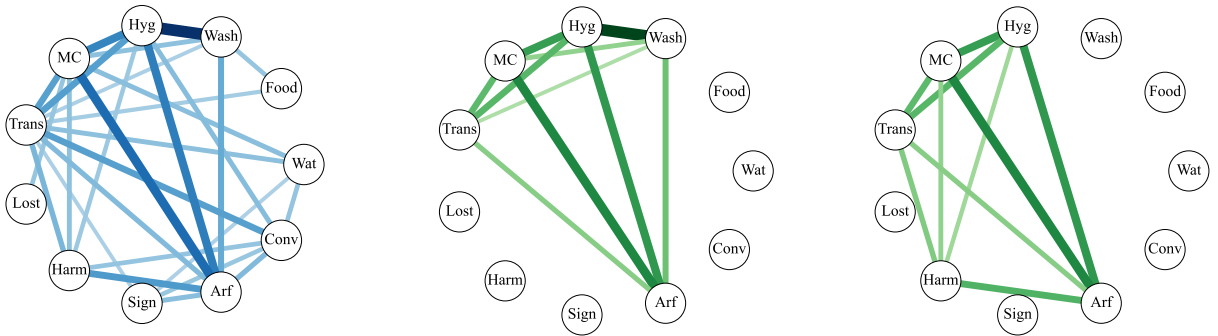 Hyg
Wash
MC
Food
Trans
Wat
Lost
Conv
Harm
Arf
Sign
Hyg
Wash
MC
Food
Trans
Wat
Lost
Conv
Harm
Arf
Sign
Hyg
Wash
MC
Food
Trans
Wat
Lost
Conv
Harm
Arf
Sign